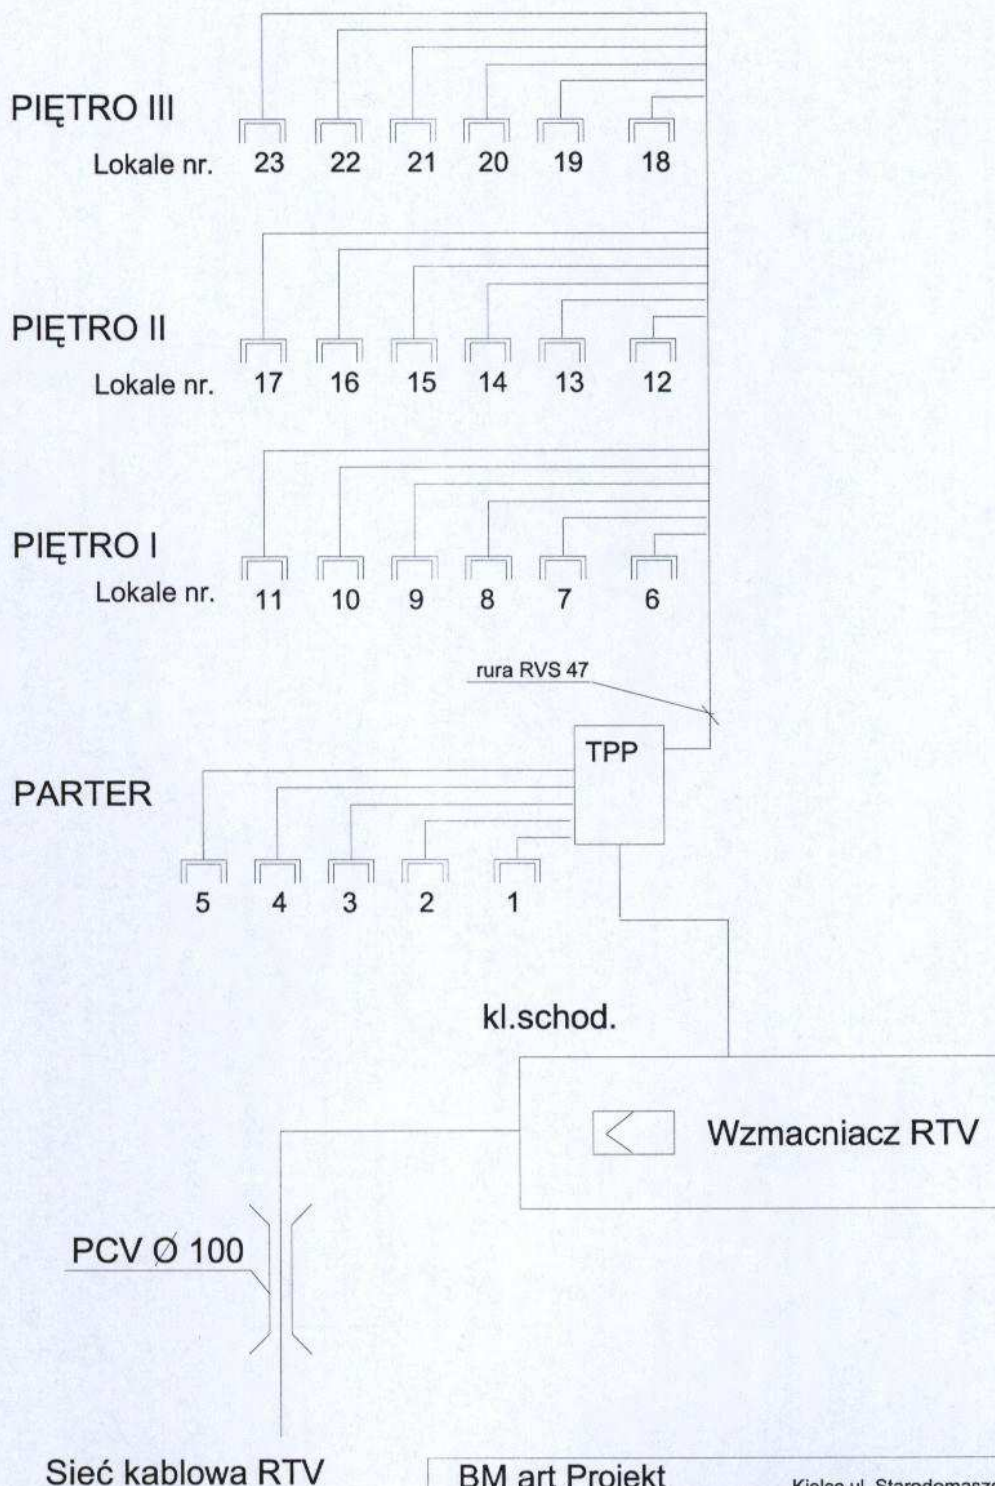 PIĘTRO III
Lokale nr. 23 22 21 20 19 18
PIĘTRO II
Lokale nr. 17 16 15 14 13 12
PIĘTRO I
Lokale nr. 11 10 9 8 7 6
rura RVS 47
TPP
PARTER
5 4 3 2 1
kl.schod.
Wzmacniacz RTV
PCV Ø 100
Sieć kablowa RTV
BM art Projekt
Kielce ul.